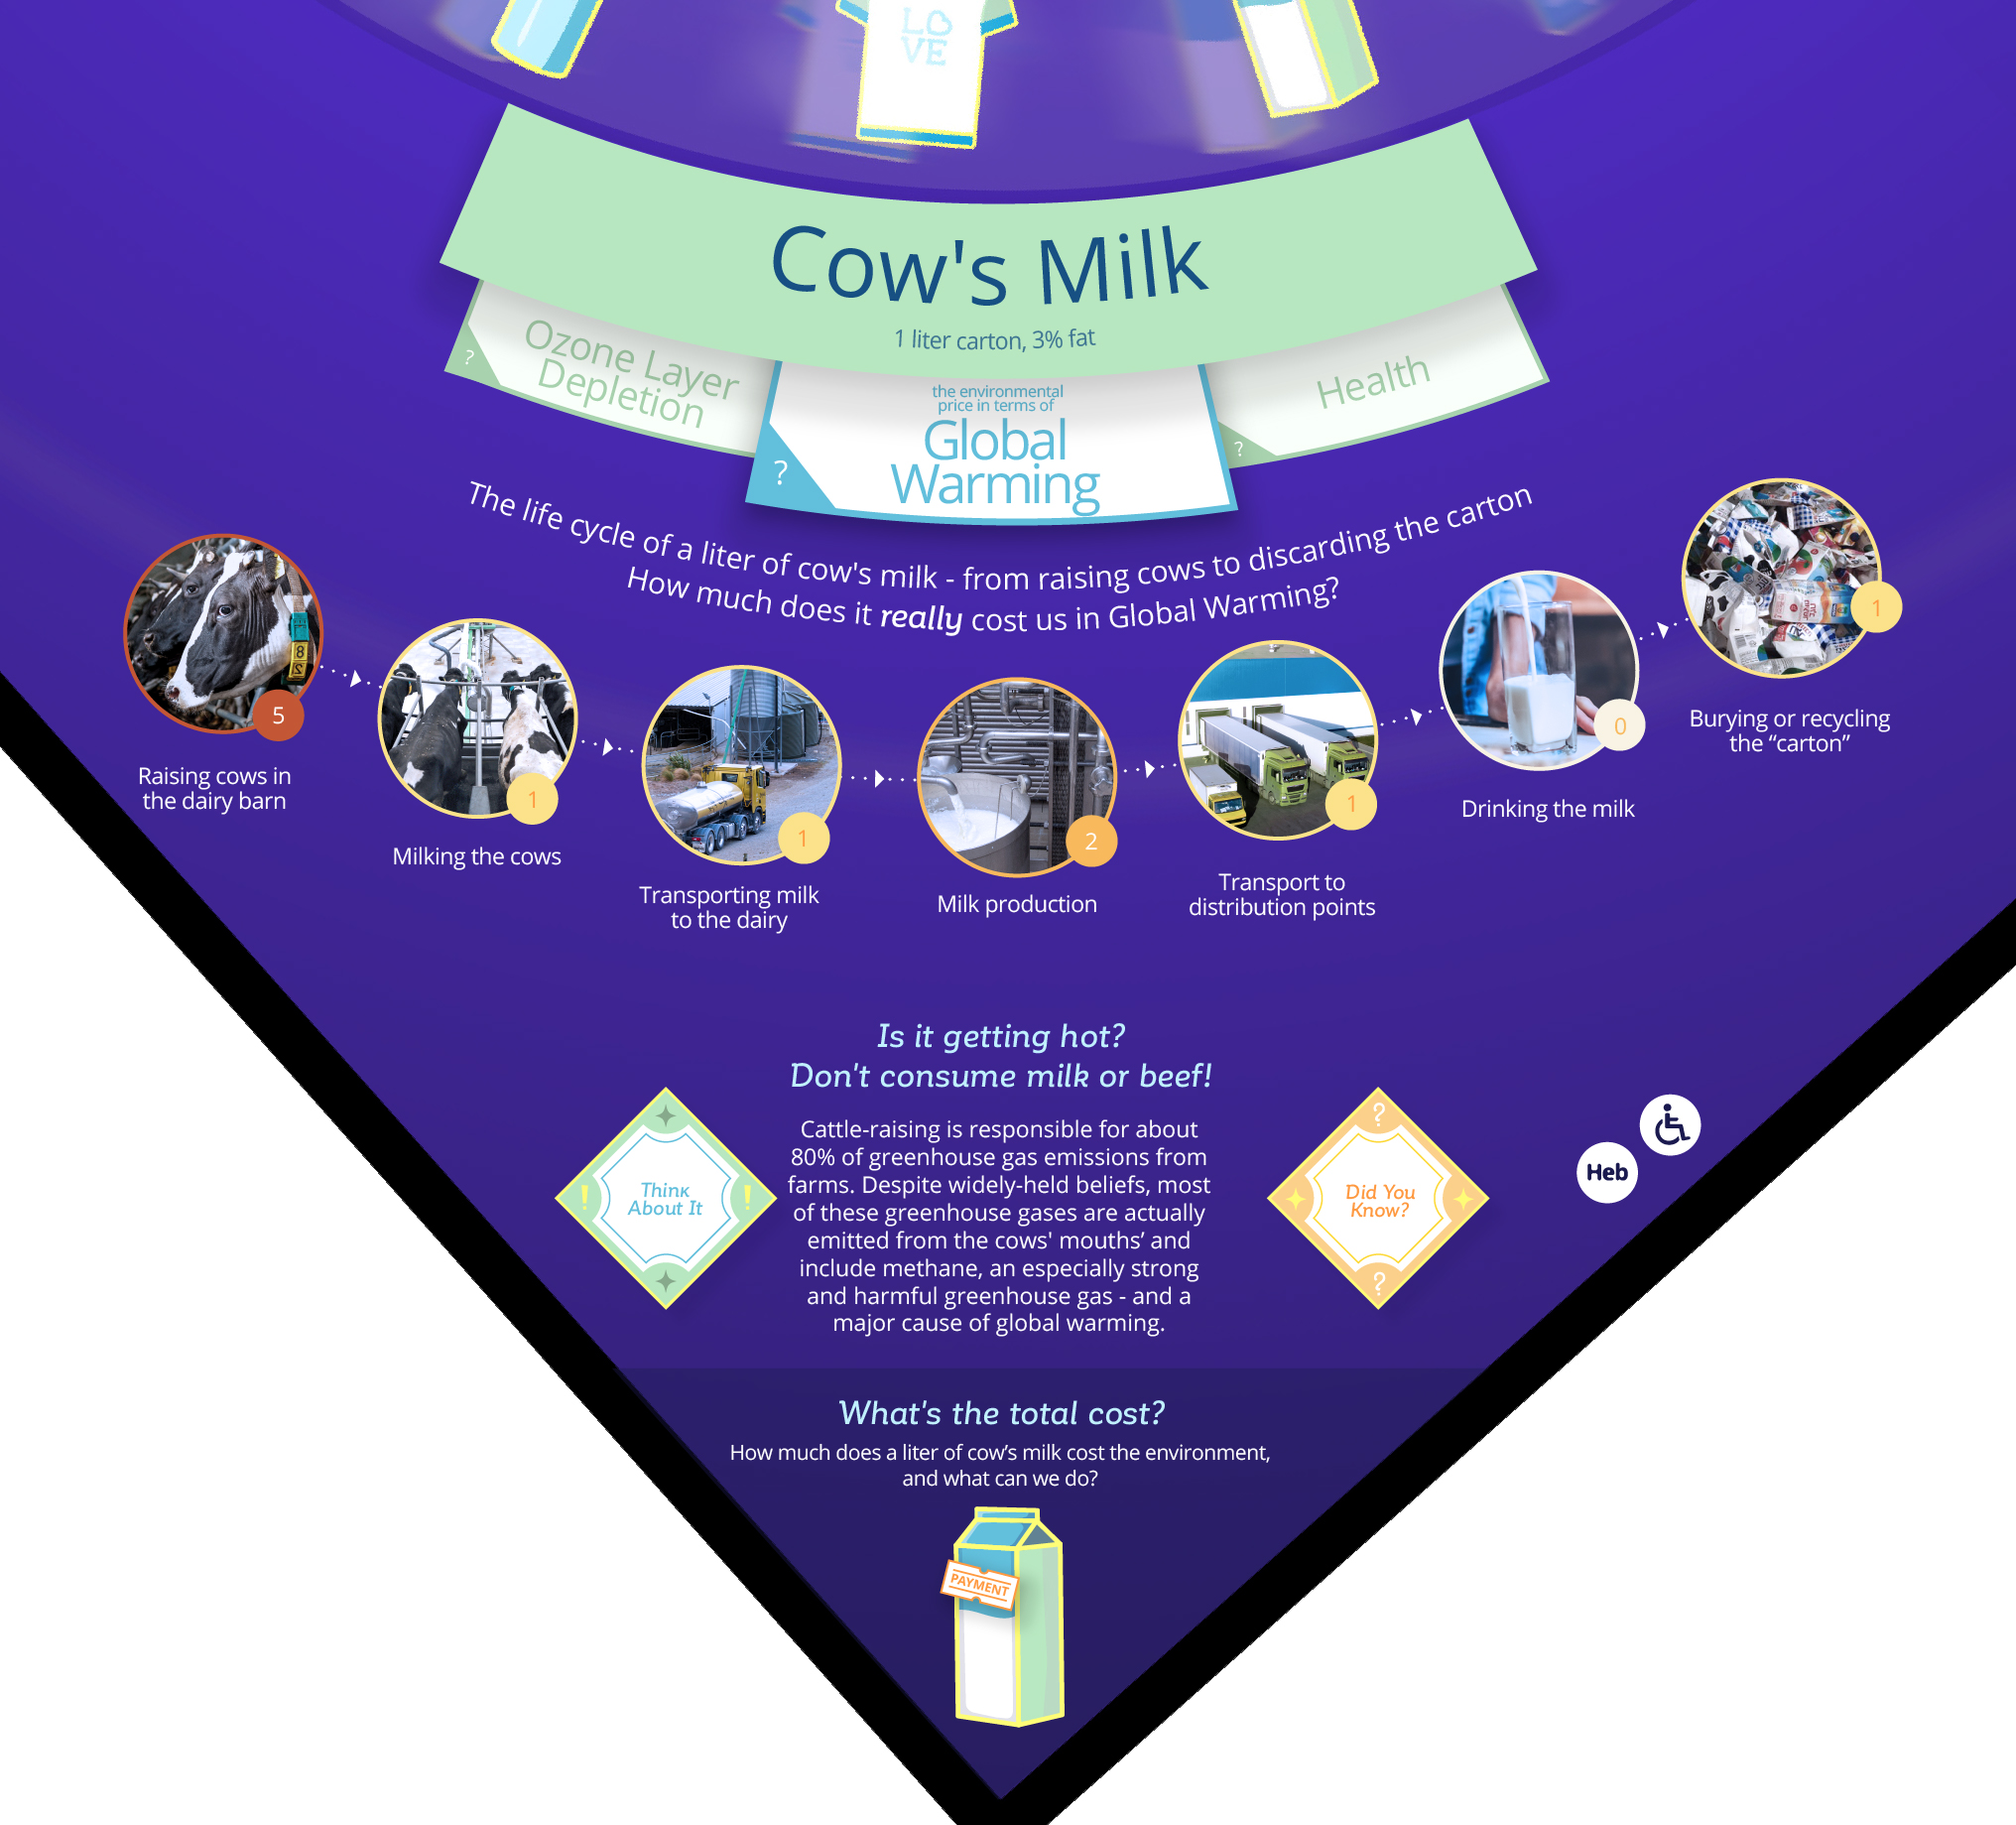 LO
VE
Cow's Milk
1 liter carton, 3% fat
Ozone Layer
Depletion
?
the environmental
price in terms of
Global
Warming
?
Health
?
The life cycle of a liter of cow's milk - from raising cows to discarding the carton
How much does it really cost us in Global Warming?
5
Raising cows in
the dairy barn
1
Milking the cows
1
Transporting milk
to the dairy
2
Milk production
1
Transport to
distribution points
0
Drinking the milk
1
Burying or recycling
the “carton”
Is it getting hot?
Don't consume milk or beef!
Cattle-raising is responsible for about
80% of greenhouse gas emissions from
farms. Despite widely-held beliefs, most
of these greenhouse gases are actually
emitted from the cows' mouths’ and
include methane, an especially strong
and harmful greenhouse gas - and a
major cause of global warming.
! !
Think
About It
?
Did You
Know?
?
Heb
What's the total cost?
How much does a liter of cow’s milk cost the environment,
and what can we do?
PAYMENT